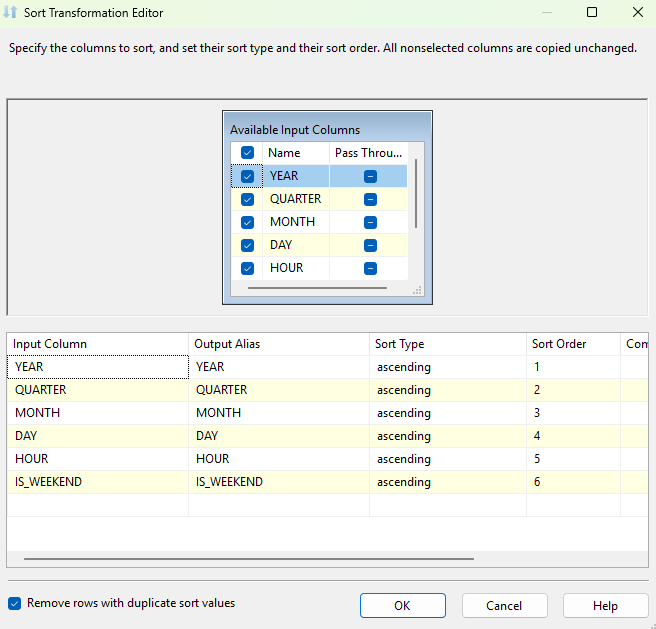 Sort Transformation Editor
Specify the columns to sort, and set their sort type and their sort order. All nonselected columns are copied unchanged.
Available Input Columns
Name Pass Throu...
YEAR
QUARTER
MONTH
DAY
HOUR
Input Column Output Alias Sort Type Sort Order Com
YEAR YEAR ascending 1
QUARTER QUARTER ascending 2
MONTH MONTH ascending 3
DAY DAY ascending 4
HOUR HOUR ascending 5
IS_WEEKEND IS_WEEKEND ascending 6
Remove rows with duplicate sort values
OK Cancel Help